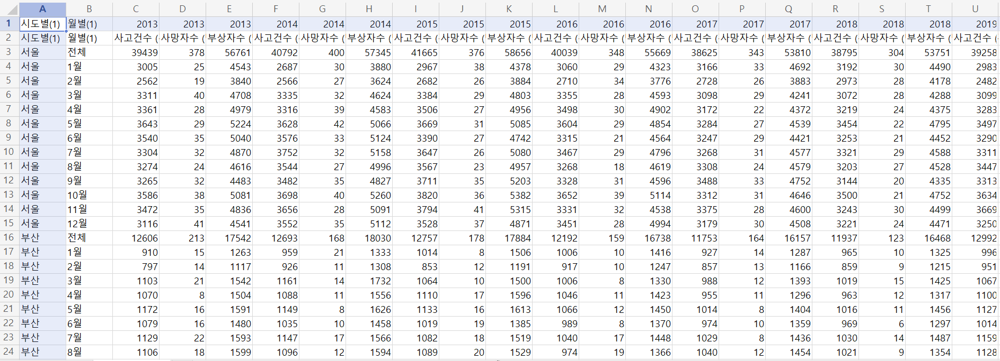 A B C D E F G H I J K L M N O P Q R S T U
1 시도별(1) 월별(1) 2013 2013 2013 2014 2014 2014 2015 2015 2015 2016 2016 2016 2017 2017 2017 2018 2018 2018 2019
2 시도별(1) 월별(1) 사고건수 ( 사망자수 ( 부상자수 ( 사고건수 ( 사망자수 ( 부상자수 ( 사고건수 ( 사망자수 ( 부상자수 ( 사고건수 ( 사망자수 ( 부상자수 ( 사고건수 ( 사망자수 ( 부상자수 ( 사고건수 ( 사망자수 ( 부상자수 ( 사고건수 (
3 서울 전체 39439 378 56761 40792 400 57345 41665 376 58656 40039 348 55669 38625 343 53810 38795 304 53751 39258
4 서울 1월 3005 25 4543 2687 30 3880 2967 38 4378 3060 29 4323 3166 33 4692 3192 30 4490 2983
5 서울 2월 2562 19 3840 2566 27 3624 2682 26 3884 2710 34 3776 2728 26 3883 2973 28 4178 2482
6 서울 3월 3311 40 4708 3335 32 4624 3384 29 4803 3355 28 4593 3098 29 4241 3072 28 4288 3099
7 서울 4월 3361 28 4979 3316 39 4583 3506 27 4956 3498 30 4902 3172 22 4372 3219 24 4375 3283
8 서울 5월 3643 29 5224 3628 42 5066 3669 31 5085 3604 29 4854 3284 27 4539 3454 22 4795 3497
9 서울 6월 3540 35 5040 3576 33 5124 3390 27 4742 3315 21 4564 3247 29 4421 3253 21 4452 3290
10 서울 7월 3304 32 4870 3752 32 5158 3647 26 5080 3467 29 4796 3268 31 4577 3321 29 4588 3311
11 서울 8월 3274 24 4616 3544 27 4996 3567 23 4957 3268 18 4619 3308 24 4579 3203 27 4528 3447
12 서울 9월 3265 32 4483 3482 35 4827 3711 35 5203 3328 31 4596 3488 33 4752 3144 20 4335 3313
13 서울 10월 3586 38 5081 3698 40 5260 3820 36 5382 3652 39 5114 3312 31 4646 3500 21 4752 3634
14 서울 11월 3472 35 4836 3656 28 5091 3794 41 5315 3331 32 4538 3375 28 4600 3243 30 4499 3669
15 서울 12월 3116 41 4541 3552 35 5112 3528 37 4871 3451 28 4994 3179 30 4508 3221 24 4471 3250
16 부산 전체 12606 213 17542 12693 168 18030 12757 178 17884 12192 159 16738 11753 164 16157 11937 123 16468 12992
17 부산 1월 910 15 1263 959 21 1333 1014 8 1506 1006 10 1416 927 14 1287 965 10 1325 996
18 부산 2월 797 14 1117 926 11 1308 853 12 1191 917 10 1247 857 13 1166 859 9 1215 951
19 부산 3월 1103 21 1542 1161 14 1732 1064 10 1500 1006 8 1330 988 12 1393 1019 15 1425 1067
20 부산 4월 1070 8 1504 1088 11 1556 1110 17 1596 1046 11 1423 955 11 1296 963 12 1317 1100
21 부산 5월 1172 16 1591 1149 8 1626 1133 16 1613 1066 12 1450 1014 8 1404 1016 11 1456 1127
22 부산 6월 1079 16 1480 1035 10 1458 1019 19 1385 989 8 1370 974 10 1359 969 6 1297 1014
23 부산 7월 1129 22 1593 1147 17 1566 1082 18 1519 1040 17 1448 1029 8 1436 1030 14 1487 1159
24 부산 8월 1106 18 1599 1096 12 1594 1089 20 1529 974 19 1366 1040 12 1454 1021 9 1354 1128